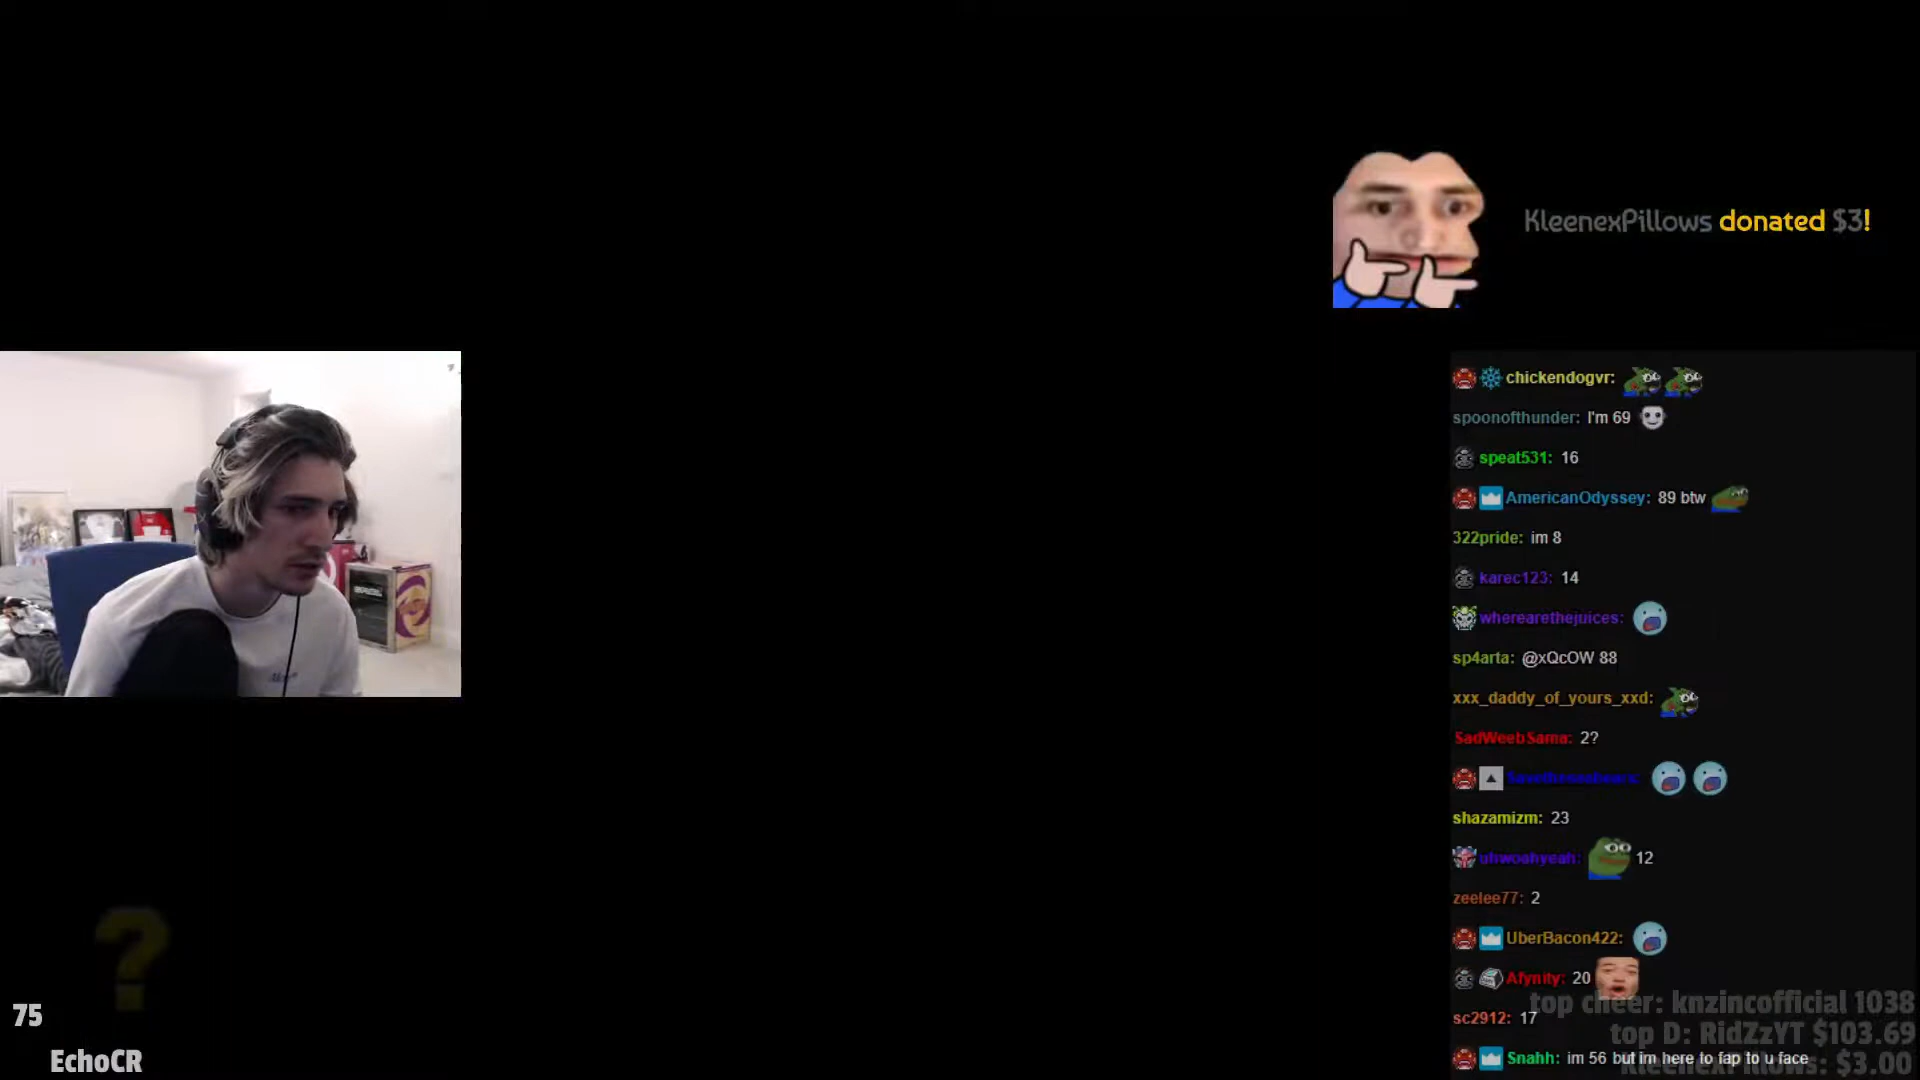 KleenexPillows donated $3!
chickendogvr:
spoonofthunder: I'm 69
speat531: 16
AmericanOdyssey: 89 btw
322pride: im 8
karec123: 14
wherearethejuices:
sp4arta: @xQcOW 88
xxx_daddy_of_yours_xxd:
SadWeebSama: 2?
shazamizm: 23
uhwoahyeah: 12
zeelee77: 2
UberBacon422:
Afynity: 20
top cheer: knzincofficial 1038
sc2912: 17
top D: RidZzYT $103.69
Snahh: im 56 but im here to fap to u face
KleenexPillows: $3.00
?
75
EchoCR